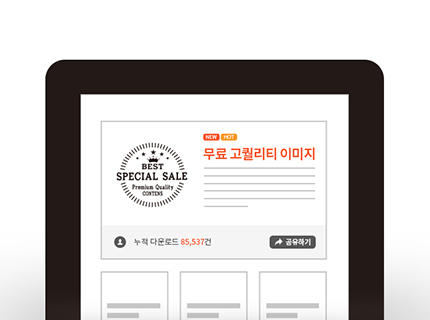 NEW HOT
무료 고퀄리티 이미지
BEST
SPECIAL SALE
Premium Quality
CONTENS
누적 다운로드 85,537건
공유하기